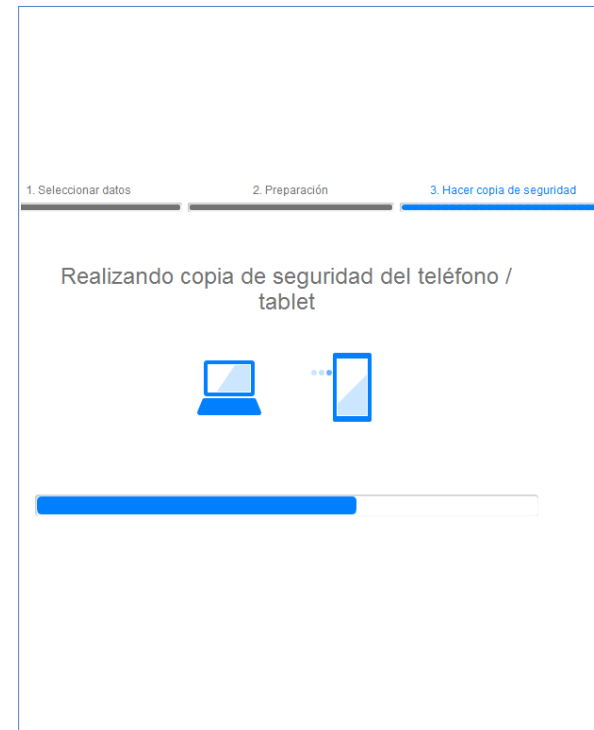 1. Seleccionar datos
2. Preparación
3. Hacer copia de seguridad
Realizando copia de seguridad del teléfono /
tablet